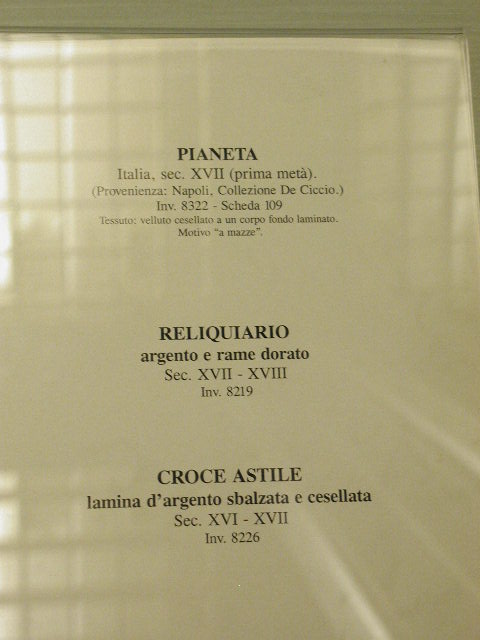 PIANETA
Italia, sec. XVII (prima metà).
(Provenienza: Napoli, Collezione De Ciccio.)
Inv. 8322 - Scheda 109
Tessuto: velluto cesellato a un corpo fondo laminato.
Motivo "a mazze".
RELIQUIARIO
argento e rame dorato
Sec. XVII - XVIII
Inv. 8219
CROCE ASTILE
lamina d'argento sbalzata e cesellata
Sec. XVI - XVII
Inv. 8226